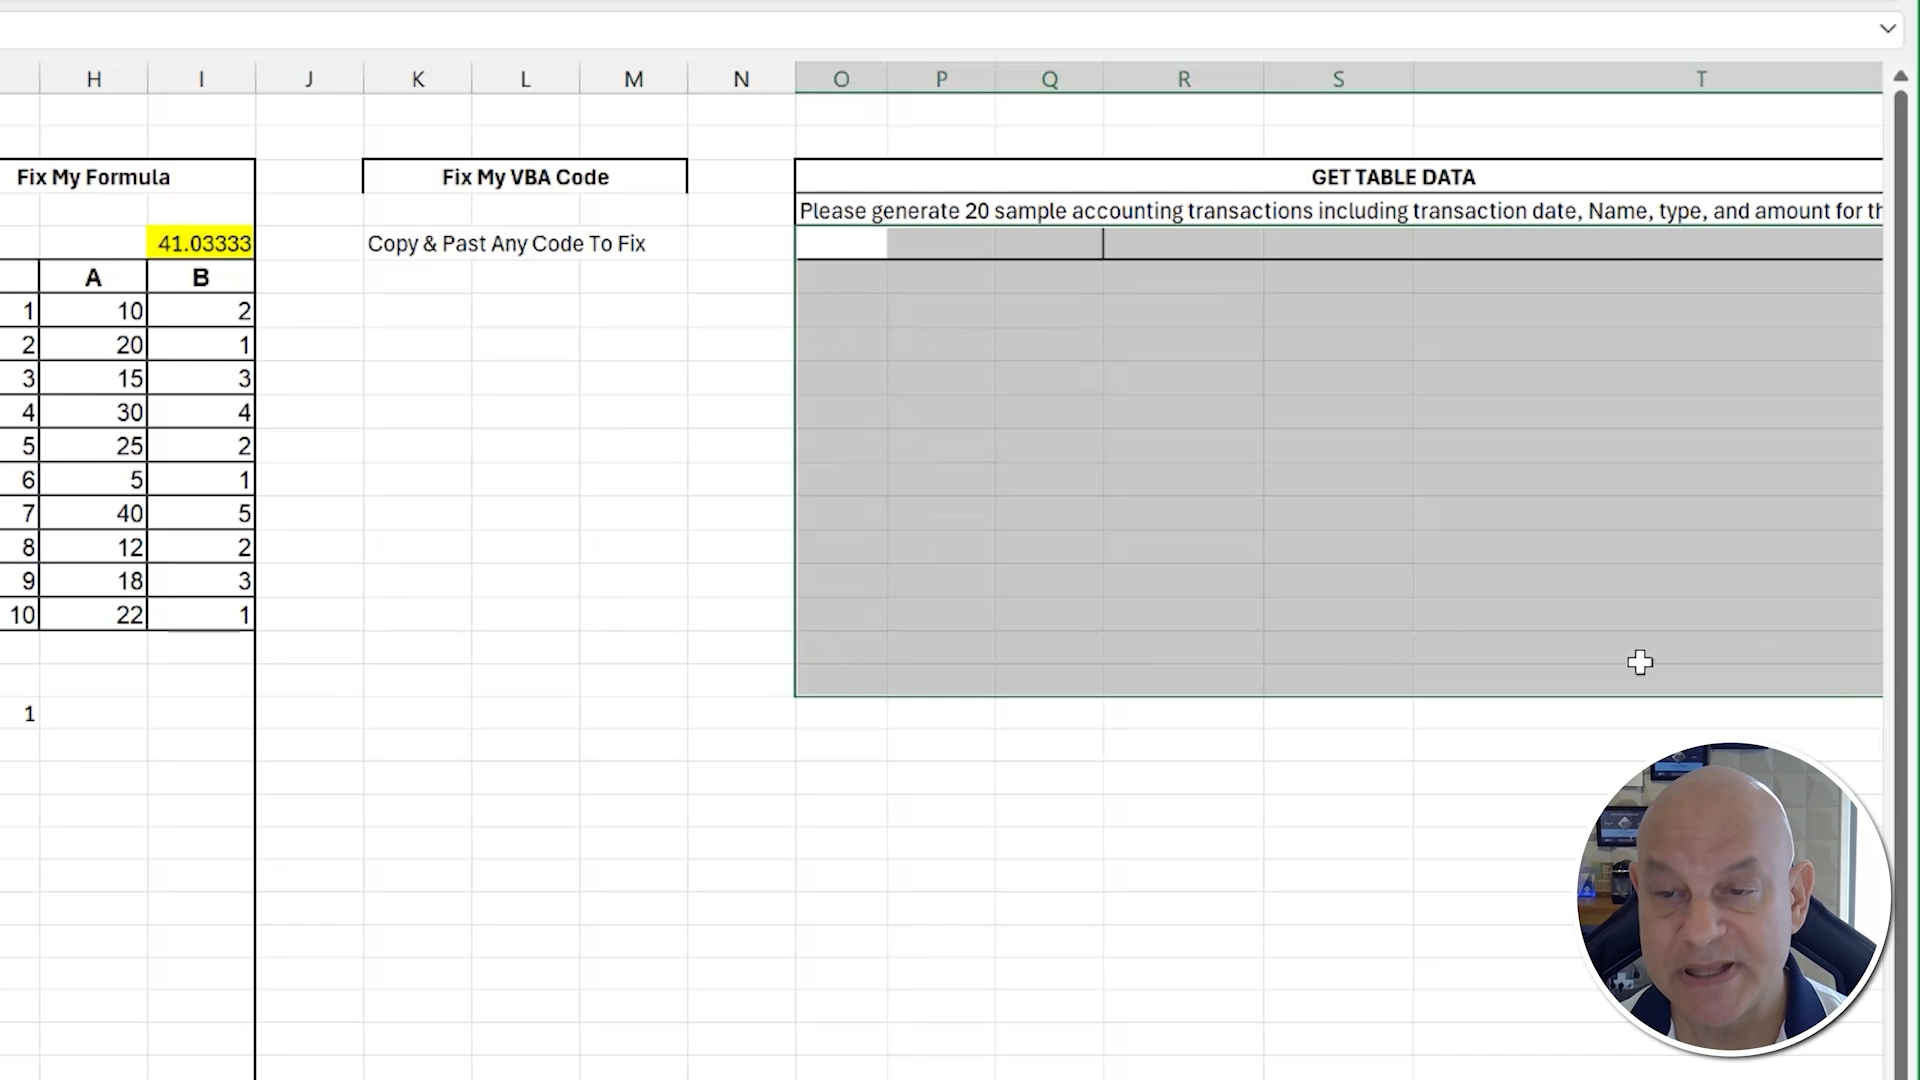 H I J K L M N O P Q R S T
Fix My Formula Fix My VBA Code GET TABLE DATA
Please generate 20 sample accounting transactions including transaction date, Name, type, and amount for th
41.03333 Copy & Past Any Code To Fix
A B
1 10 2
2 20 1
3 15 3
4 30 4
5 25 2
6 5 1
7 40 5
8 12 2
9 18 3
10 22 1
1